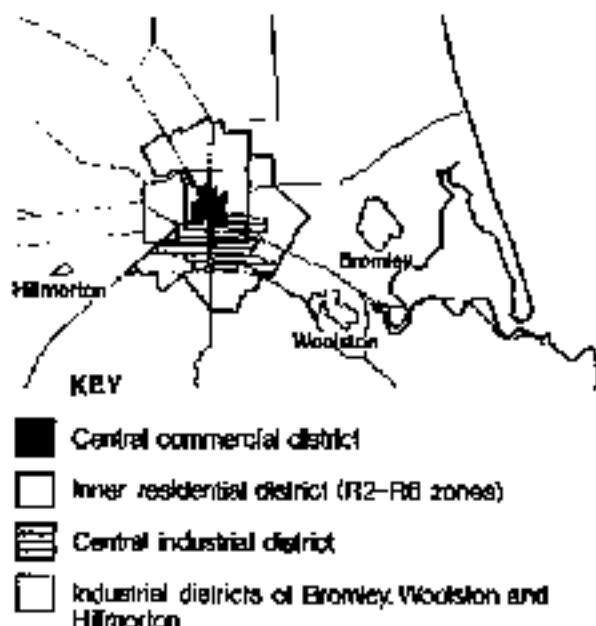 Hillmorton
Bromley
Woolston
KEY
Central commercial district
Inner residential district (R2-R6 zones)
Central industrial district
Industrial districts of Bromley, Woolston and
Hillmorton